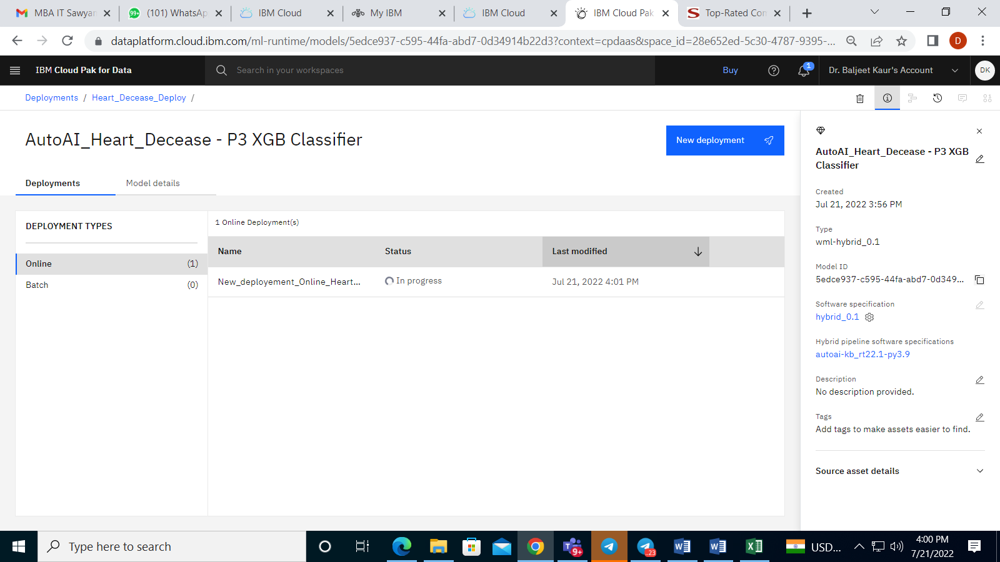 MBA IT Sawyan
99+
(101) WhatsAp
IBM Cloud
My IBM
IBM Cloud
IBM Cloud Pak
S
Top-Rated Con
dataplatform.cloud.ibm.com/ml-runtime/models/5edce937-c595-44fa-abd7-0d34914b22d3?context=cpdaas&space_id=28e652ed-5c30-4787-9395-...
D
IBM Cloud Pak for Data
Search in your workspaces
Buy
1
Dr. Baljeet Kaur's Account
DK
Deployments / Heart_Decease_Deploy /
AutoAI_Heart_Decease - P3 XGB Classifier
New deployment
Deployments
Model details
DEPLOYMENT TYPES
Online (1)
Batch (0)
1 Online Deployment(s)
Name Status Last modified
New_deployement_Online_Heart... In progress Jul 21, 2022 4:01 PM
AutoAI_Heart_Decease - P3 XGB
Classifier
Created
Jul 21, 2022 3:56 PM
Type
wml-hybrid_0.1
Model ID
5edce937-c595-44fa-abd7-0d349...
Software specification
hybrid_0.1
Hybrid pipeline software specifications
autoai-kb_rt22.1-py3.9
Description
No description provided.
Tags
Add tags to make assets easier to find.
Source asset details
Type here to search
9+
..23
USD...
4:00 PM
7/21/2022